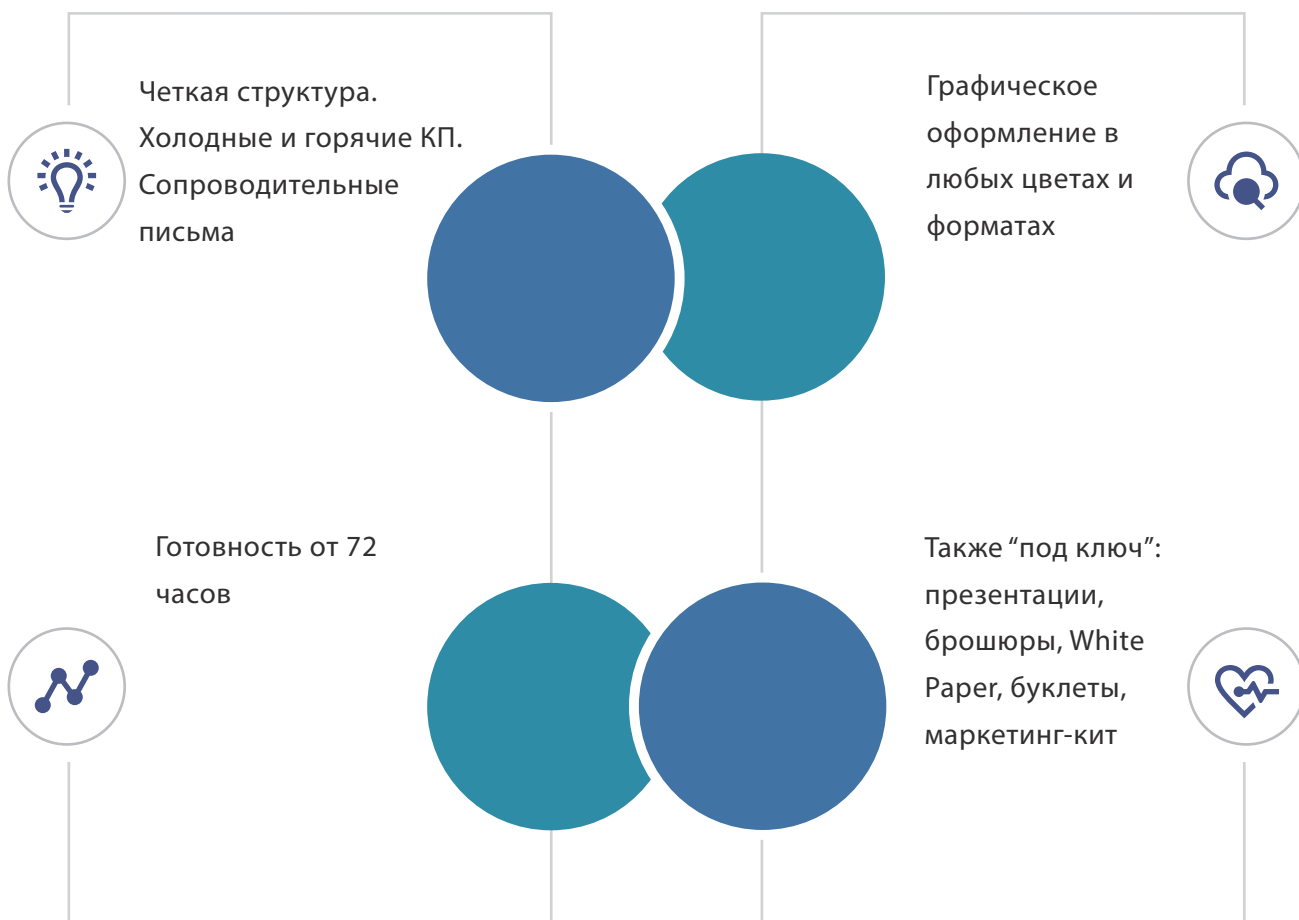 Четкая структура.
Холодные и горячие КП.
Сопроводительные
письма
Графическое
оформление в
любых цветах и
форматах
Готовность от 72
часов
Также “под ключ”:
презентации,
брошюры, White
Paper, буклеты,
маркетинг-кит